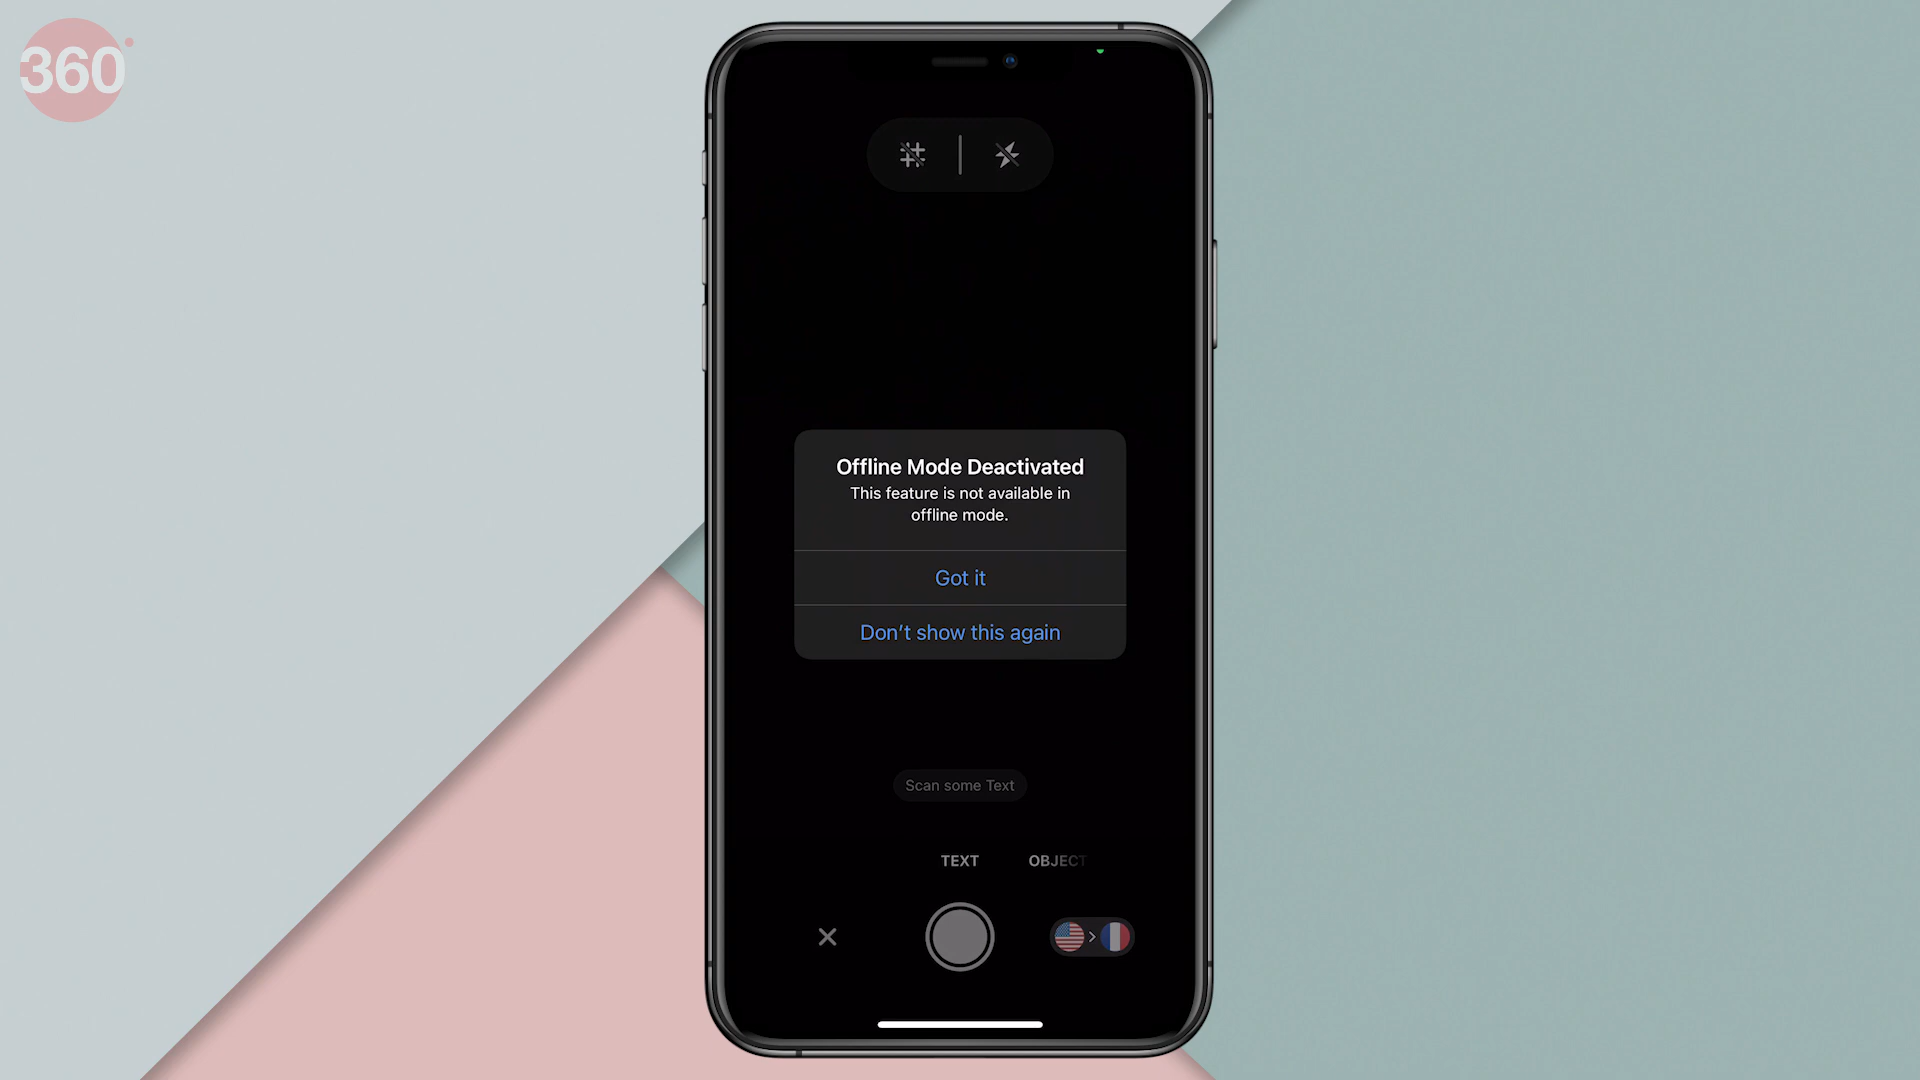 360
Offline Mode Deactivated
This feature is not available in
offline mode.
Got it
Don’t show this again
Scan some Text
TEXT OBJECT